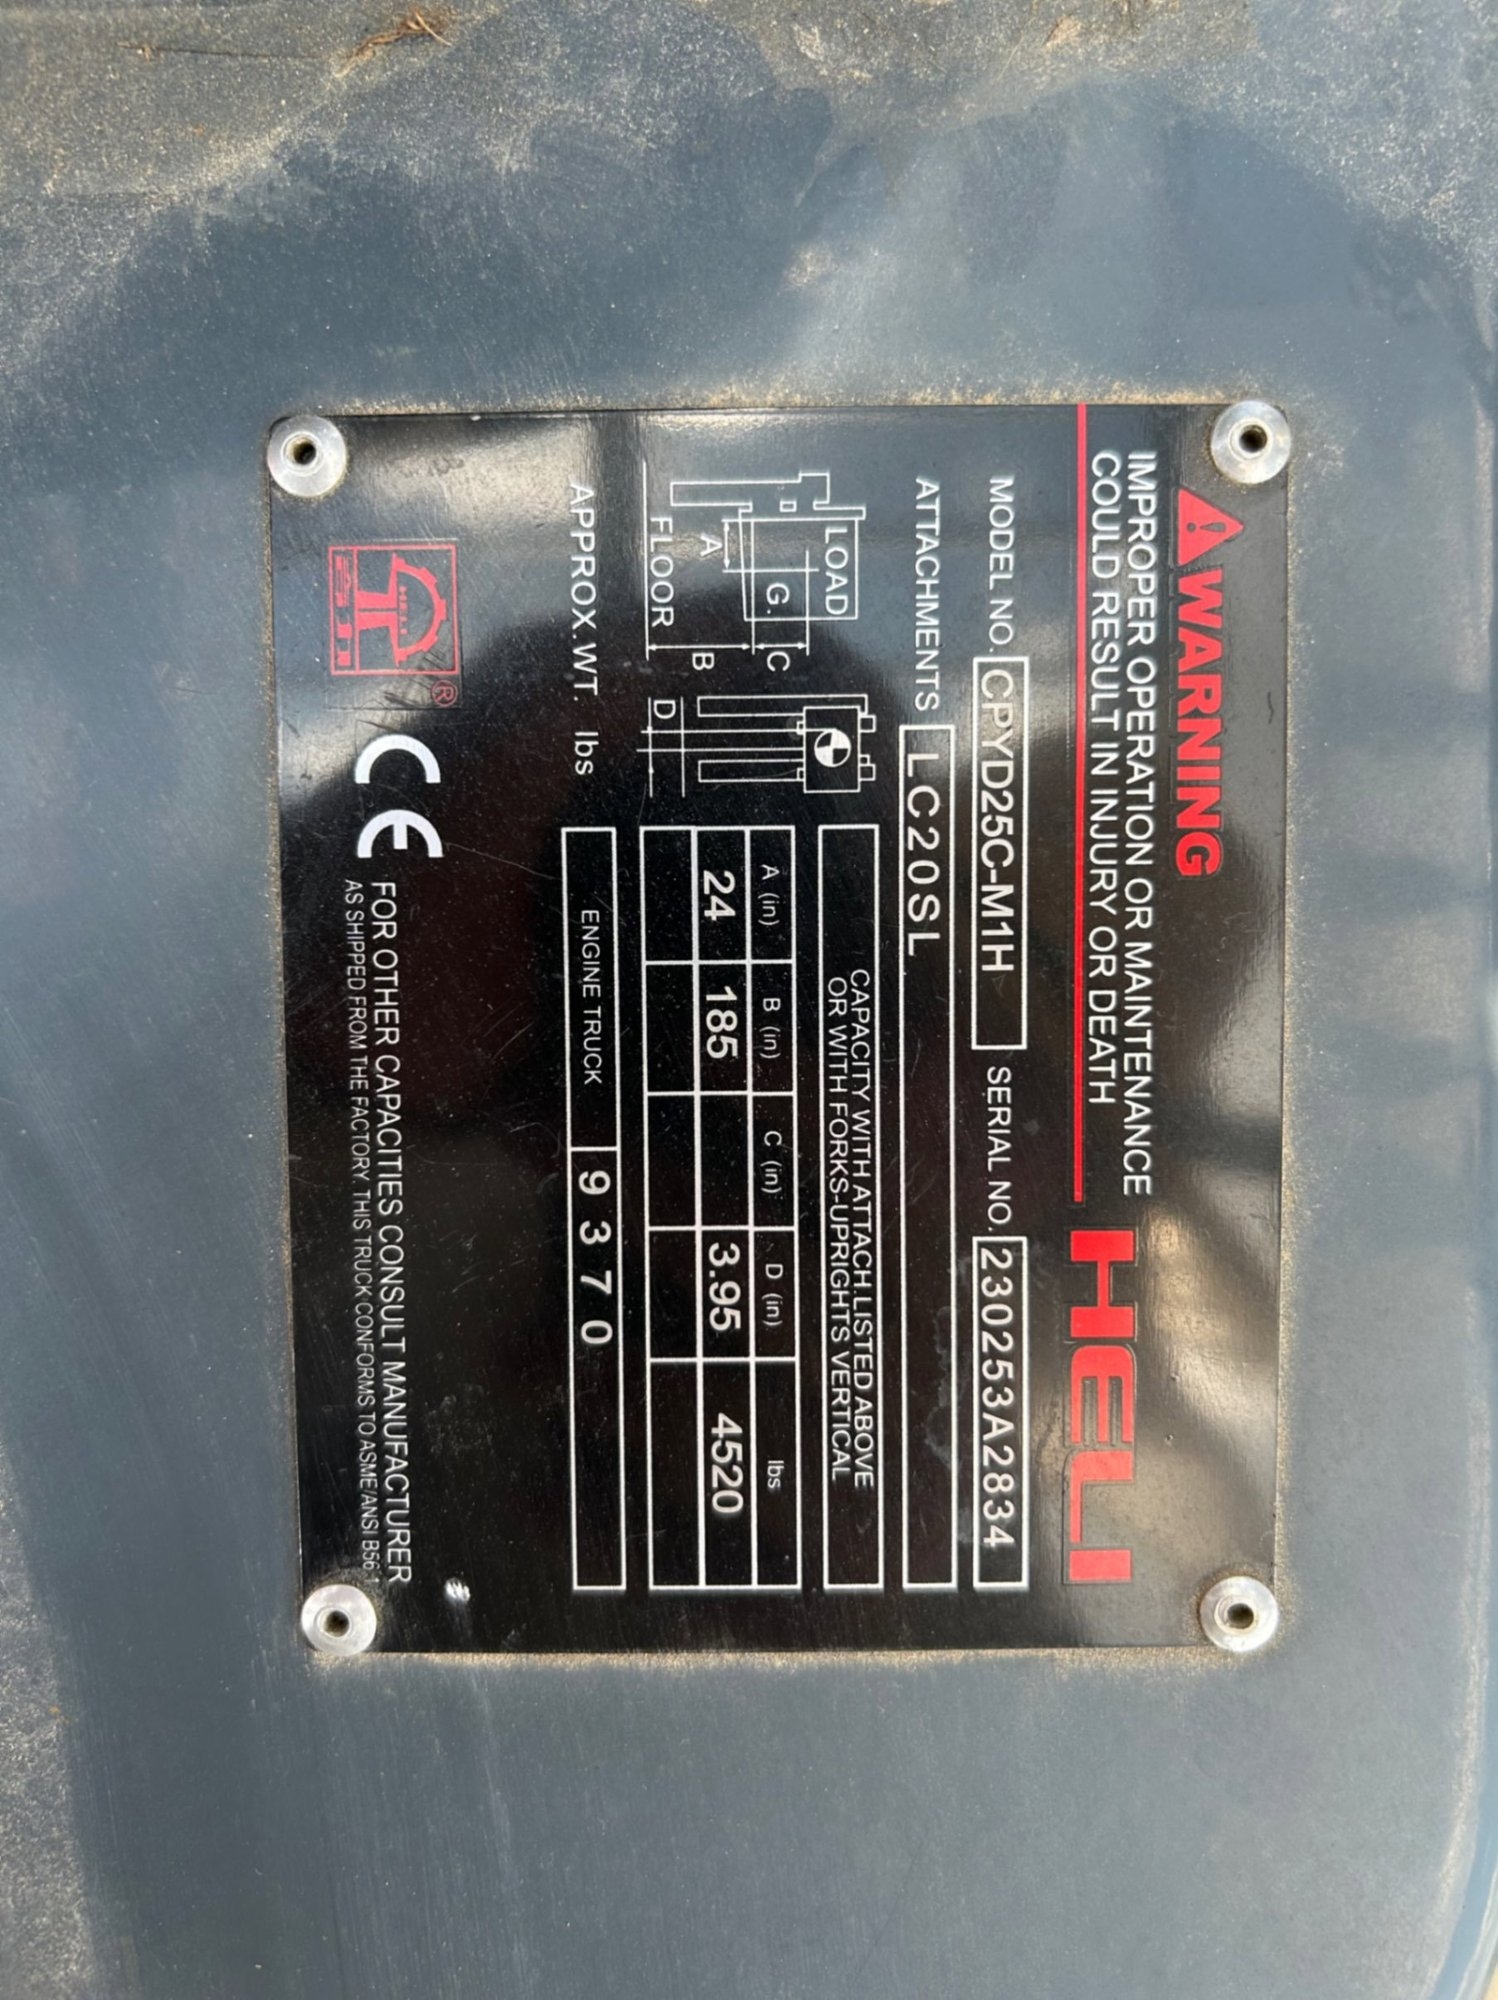 WARNING
IMPROPER OPERATION OR MAINTENANCE
COULD RESULT IN INJURY OR DEATH
HELI
MODEL NO. CPYD25C-M1H SERIAL NO. 230253A2834
ATTACHMENTS LC20SL
LOAD
G.
C
A
B
FLOOR
D
CAPACITY WITH ATTACH.LISTED ABOVE
OR WITH FORKS-UPRIGHTS VERTICAL
A (in) B (in) C (in) D (in) lbs
24 185 3.95 4520
APPROX.WT. lbs ENGINE TRUCK 9370
HELI
®
CE
FOR OTHER CAPACITIES CONSULT MANUFACTURER
AS SHIPPED FROM THE FACTORY. THIS TRUCK CONFORMS TO ASME/ANSI B56.1